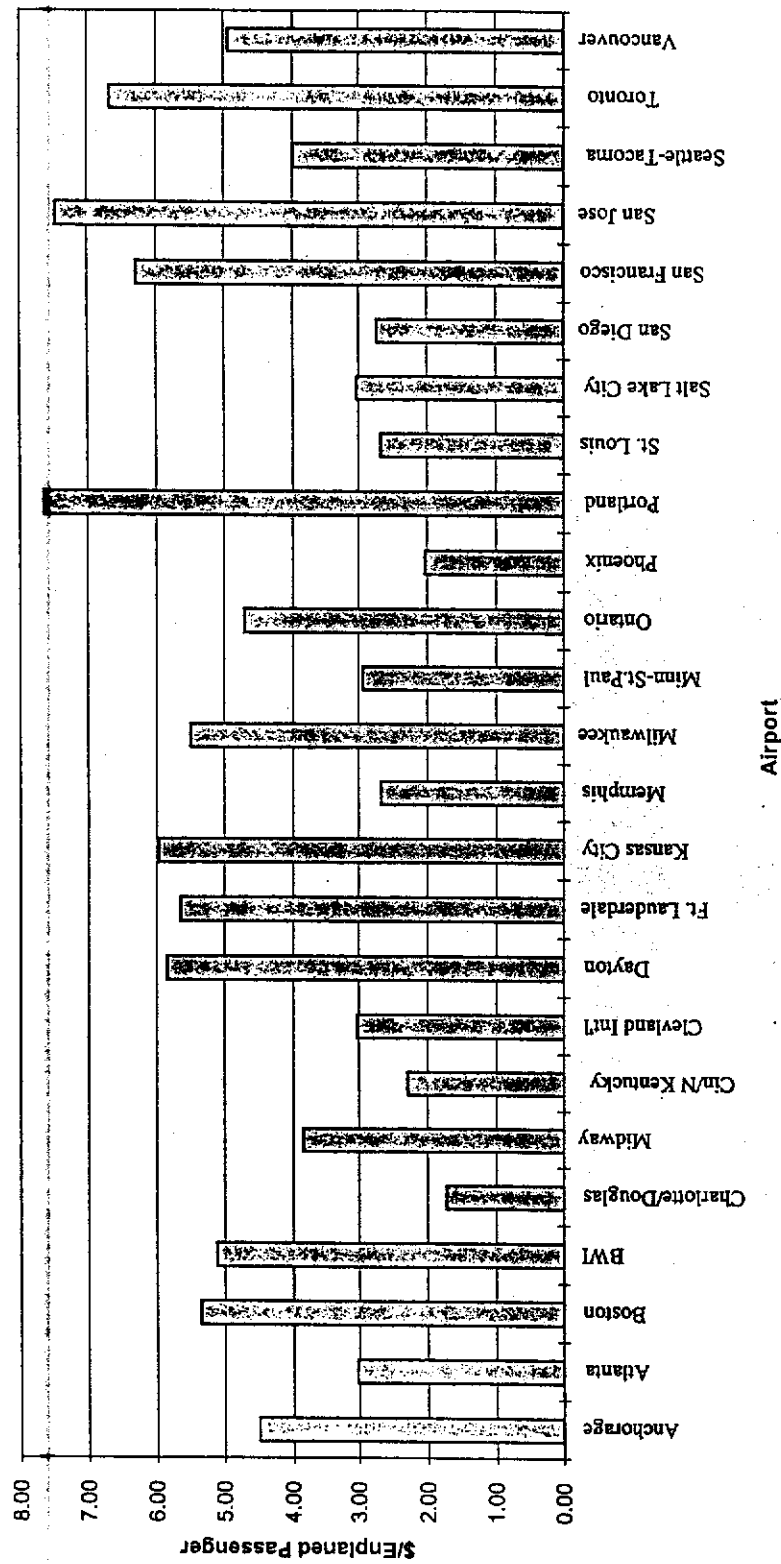 $/Enplaned Passenger
8.00
7.00
6.00
5.00
4.00
3.00
2.00
1.00
0.00
Anchorage
Atlanta
Boston
BWI
Charlotte/Douglas
Midway
Cin/N Kentucky
Clevland Int'l
Dayton
Ft. Lauderdale
Kansas City
Memphis
Milwaukee
Minn-St.Paul
Ontario
Phoenix
Portland
St. Louis
Salt Lake City
San Diego
San Francisco
San Jose
Seattle-Tacoma
Toronto
Vancouver
Airport